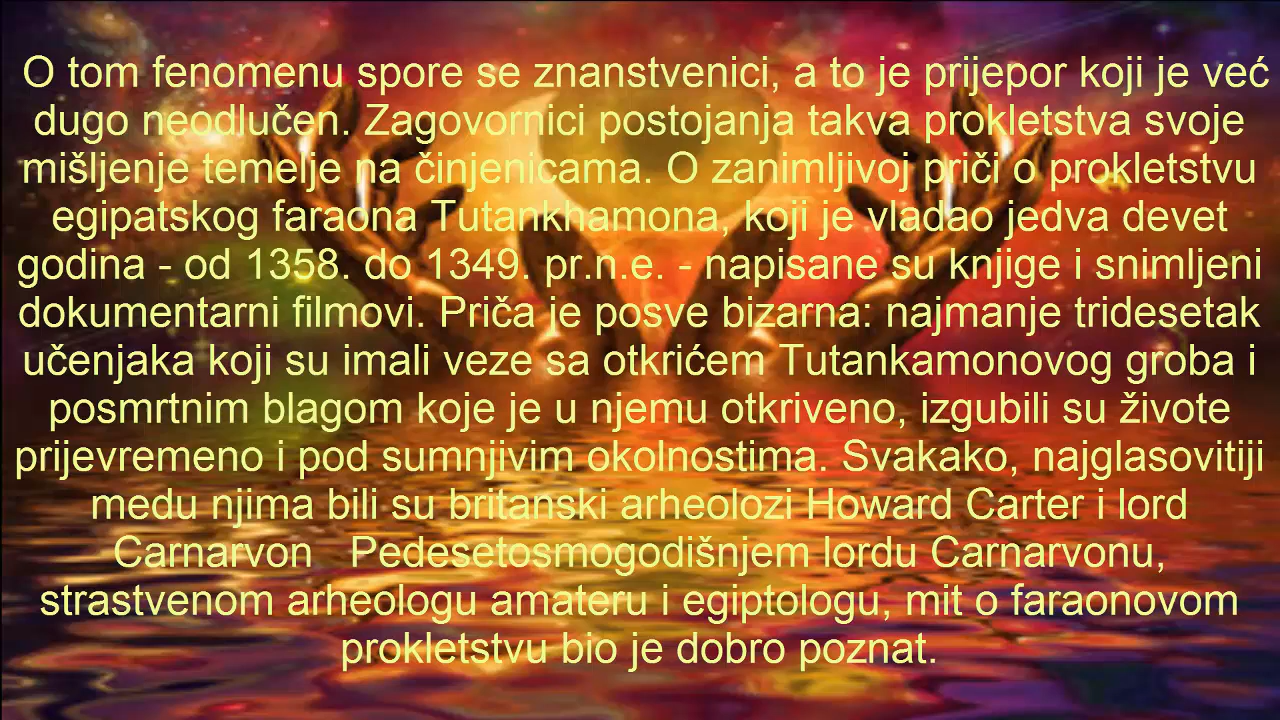 O tom fenomenu spore se znanstvenici, a to je prijepor koji je već
dugo neodlučen. Zagovornici postojanja takva prokletstva svoje
mišljenje temelje na činjenicama. O zanimljivoj priči o prokletstvu
egipatskog faraona Tutankhamona, koji je vladao jedva devet
godina - od 1358. do 1349. pr.n.e. - napisane su knjige i snimljeni
dokumentarni filmovi. Priča je posve bizarna: najmanje tridesetak
učenjaka koji su imali veze sa otkrićem Tutankamonovog groba i
posmrtnim blagom koje je u njemu otkriveno, izgubili su živote
prijevremeno i pod sumnjivim okolnostima. Svakako, najglasovitiji
medu njima bili su britanski arheolozi Howard Carter i lord
Carnarvon   Pedesetosmogodišnjem lordu Carnarvonu,
strastvenom arheologu amateru i egiptologu, mit o faraonovom
prokletstvu bio je dobro poznat.